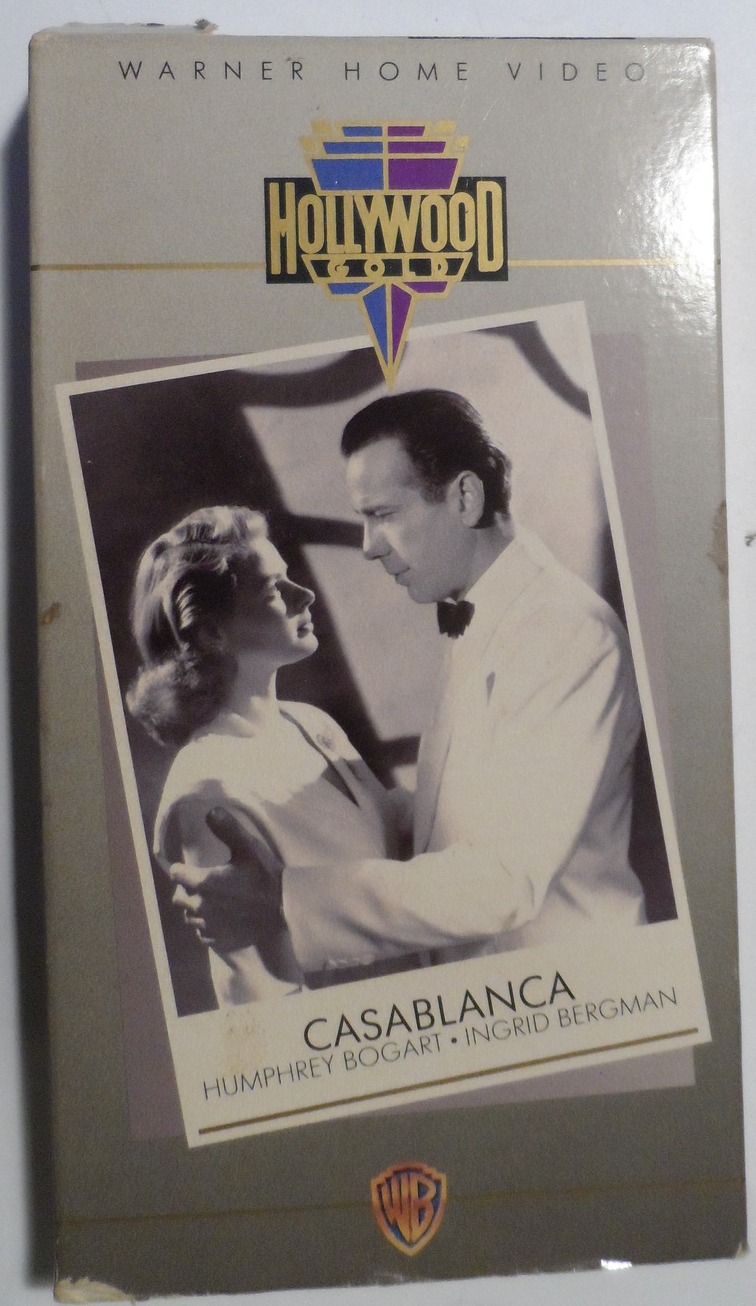 WARNER HOME VIDEO
HOLLYWOOD
GOLD
CASABLANCA
HUMPHREY BOGART • INGRID BERGMAN
WB